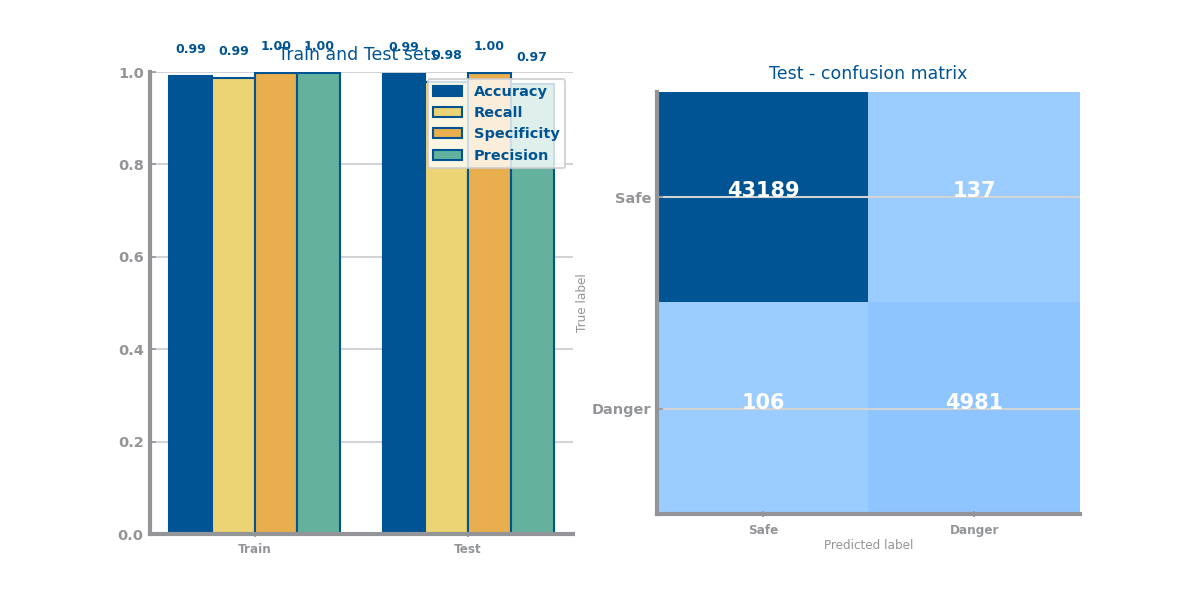 Train and Test sets
0.99 0.99 1.00 1.00 0.99 0.98 1.00 0.97
1.0
0.8
0.6
0.4
0.2
0.0
Accuracy
Recall
Specificity
Precision
Train Test
Test - confusion matrix
True label
Safe
Danger
43189 137
106 4981
Safe Danger
Predicted label